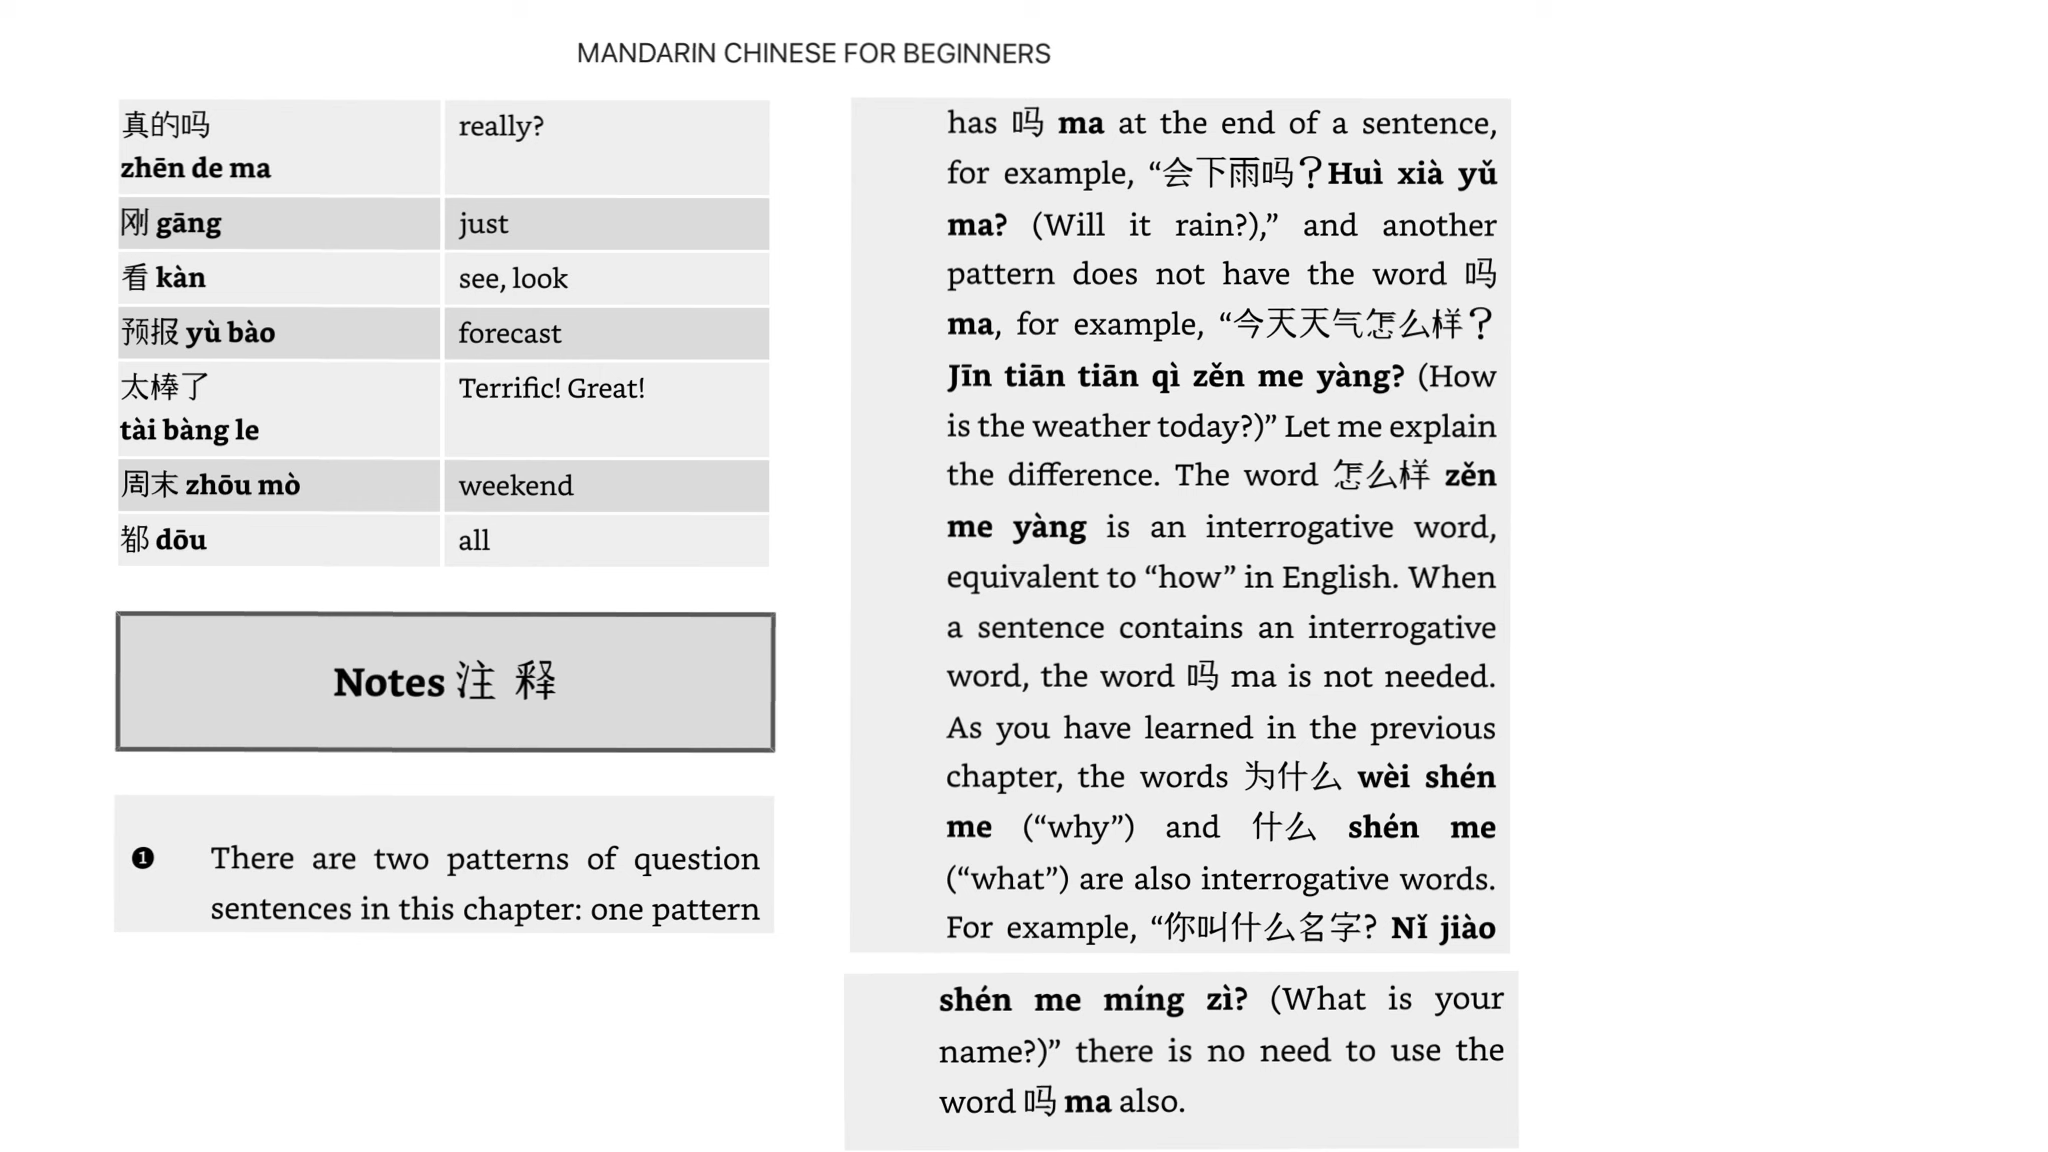 MANDARIN CHINESE FOR BEGINNERS
真的吗 really?
zhēn de ma
刚 gāng just
看 kàn see, look
预报 yù bào forecast
太棒了 Terrific! Great!
tài bàng le
周末 zhōu mò weekend
都 dōu all
Notes 注 释
❶ There are two patterns of question
sentences in this chapter: one pattern
has 吗 ma at the end of a sentence,
for example, “会下雨吗？Huì xià yǔ
ma? (Will it rain?),” and another
pattern does not have the word 吗
ma, for example, “今天天气怎么样？
Jīn tiān tiān qì zěn me yàng? (How
is the weather today?)” Let me explain
the difference. The word 怎么样 zěn
me yàng is an interrogative word,
equivalent to “how” in English. When
a sentence contains an interrogative
word, the word 吗 ma is not needed.
As you have learned in the previous
chapter, the words 为什么 wèi shén
me (“why”) and 什么 shén me
(“what”) are also interrogative words.
For example, “你叫什么名字? Nǐ jiào
shén me míng zì? (What is your
name?)” there is no need to use the
word 吗 ma also.